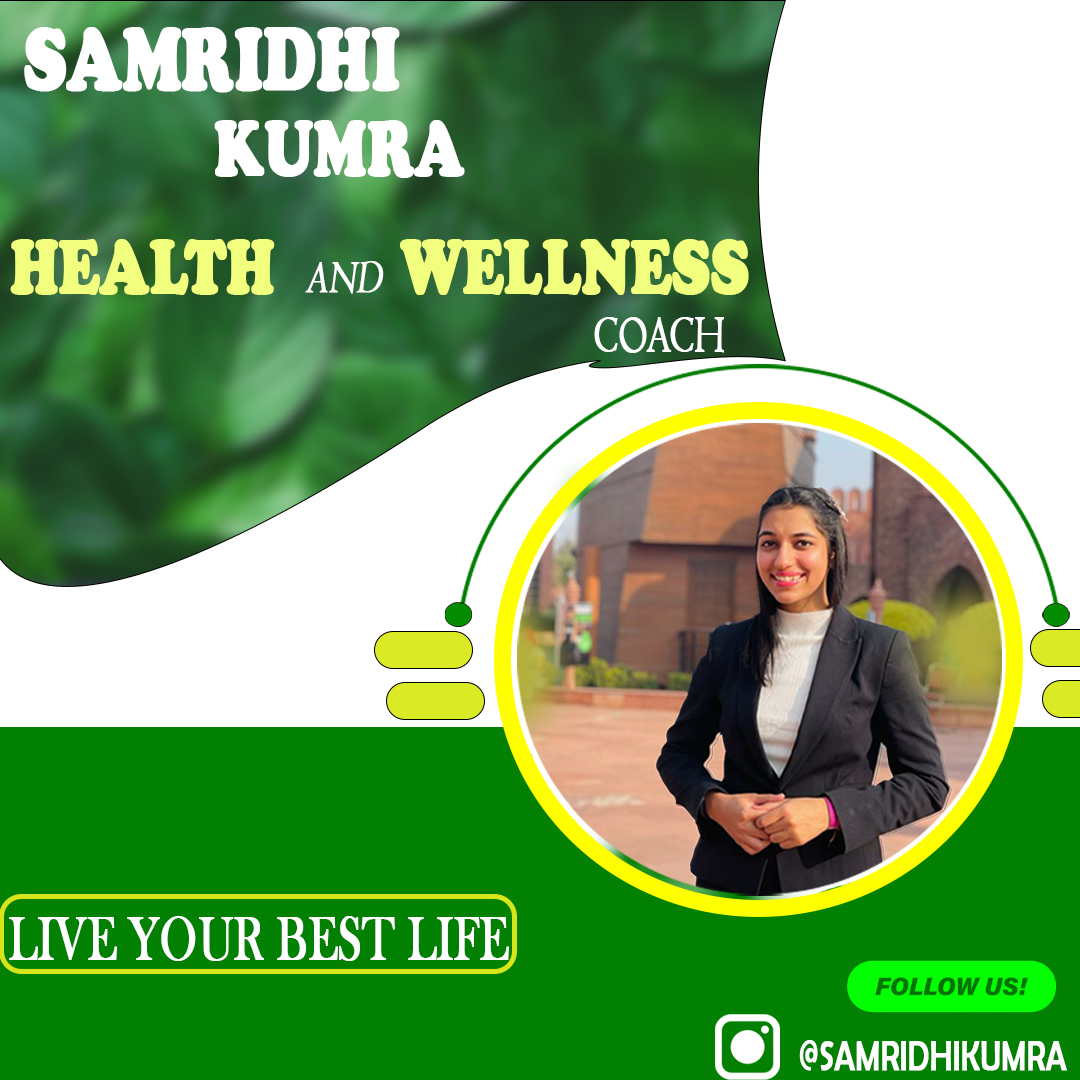 SAMRIDHI
KUMRA
HEALTH AND WELLNESS
COACH
LIVE YOUR BEST LIFE
FOLLOW US!
@SAMRIDHIKUMRA